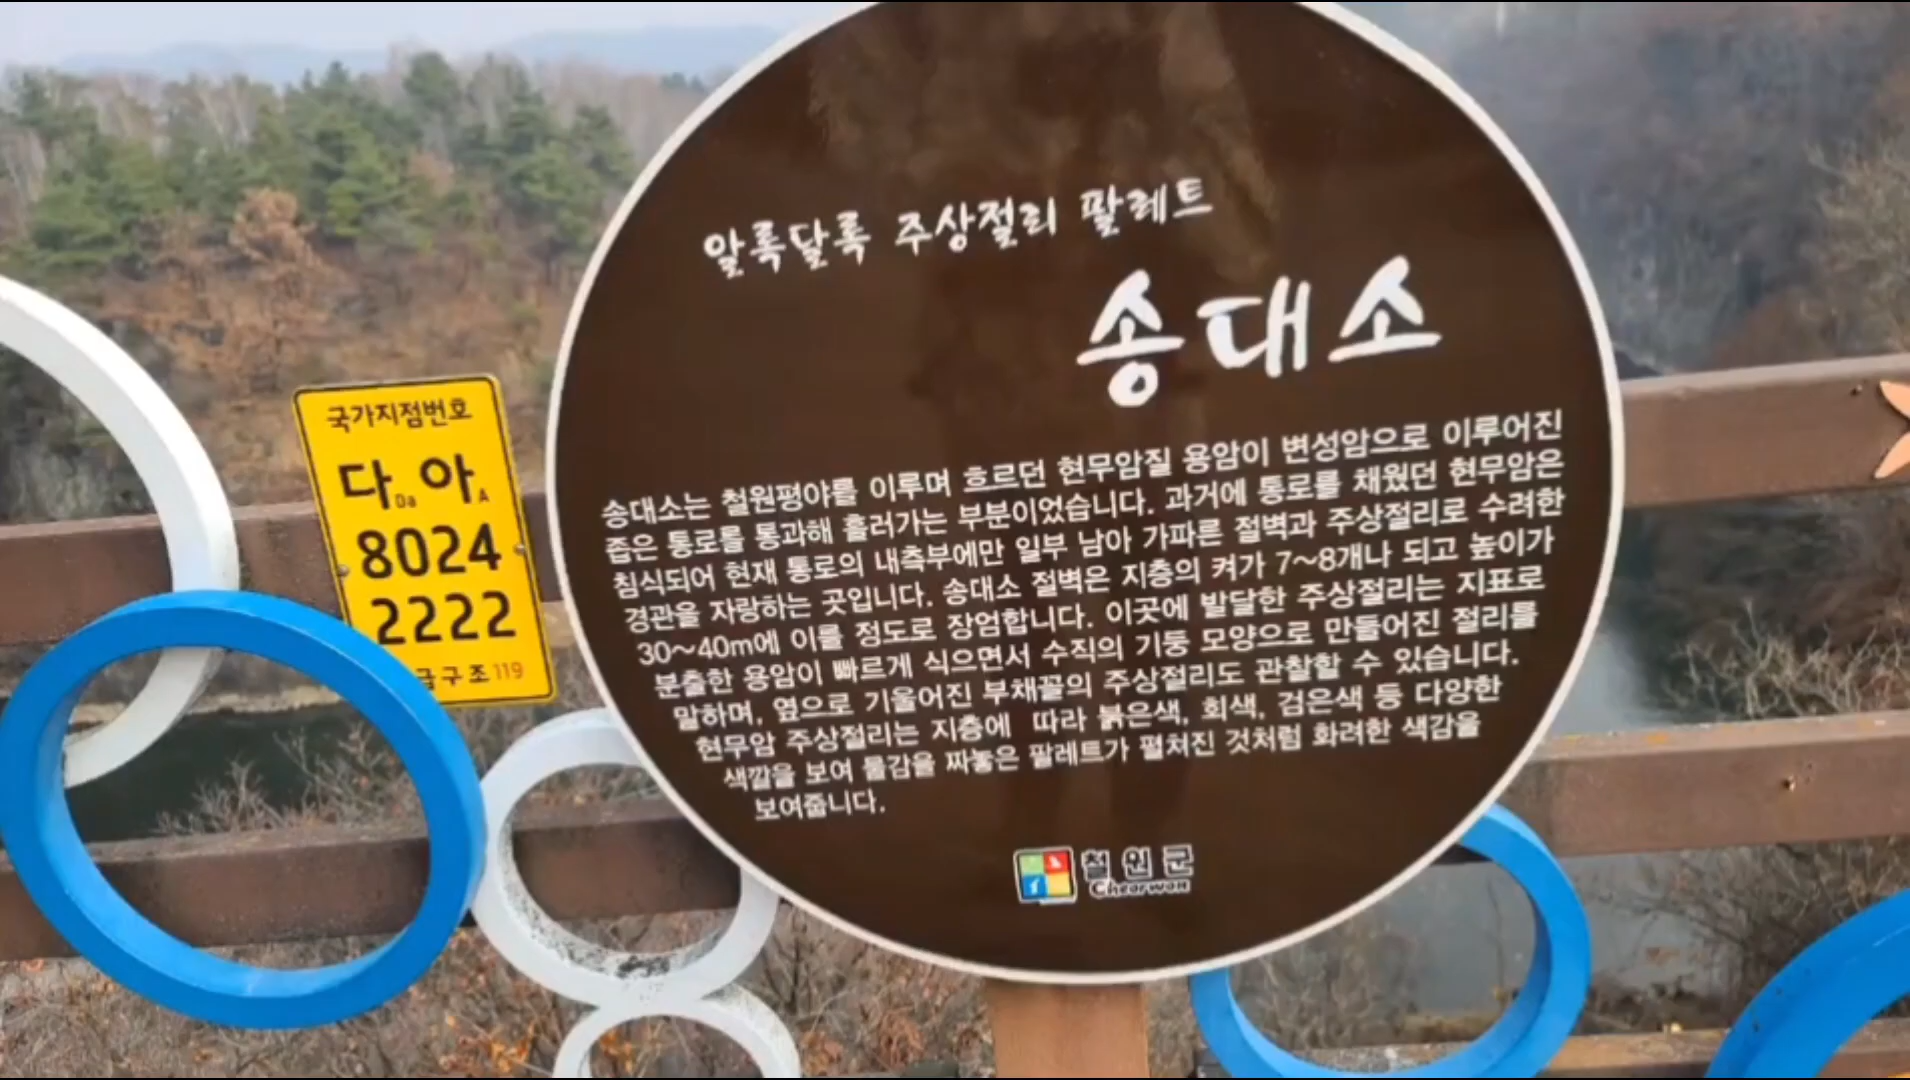 알록달록 주상절리 팔레트
송대소
송대소는 철원평야를 이루며 흐르던 현무암질 용암이 변성암으로 이루어진
좁은 통로를 통과해 흘러가는 부분이었습니다. 과거에 통로를 채웠던 현무암은
침식되어 현재 통로의 내측부에만 일부 남아 가파른 절벽과 주상절리로 수려한
경관을 자랑하는 곳입니다. 송대소 절벽은 지층의 켜가 7~8개나 되고 높이가
30~40m에 이를 정도로 장엄합니다. 이곳에 발달한 주상절리는 지표로
분출한 용암이 빠르게 식으면서 수직의 기둥 모양으로 만들어진 절리를
말하며, 옆으로 기울어진 부채꼴의 주상절리도 관찰할 수 있습니다.
현무암 주상절리는 지층에 따라 붉은색, 회색, 검은색 등 다양한
색깔을 보여 물감을 짜놓은 팔레트가 펼쳐진 것처럼 화려한 색감을
보여줍니다.
철원군
Cheorwon
국가지점번호
다Da 아A
8024
2222
급구조 119